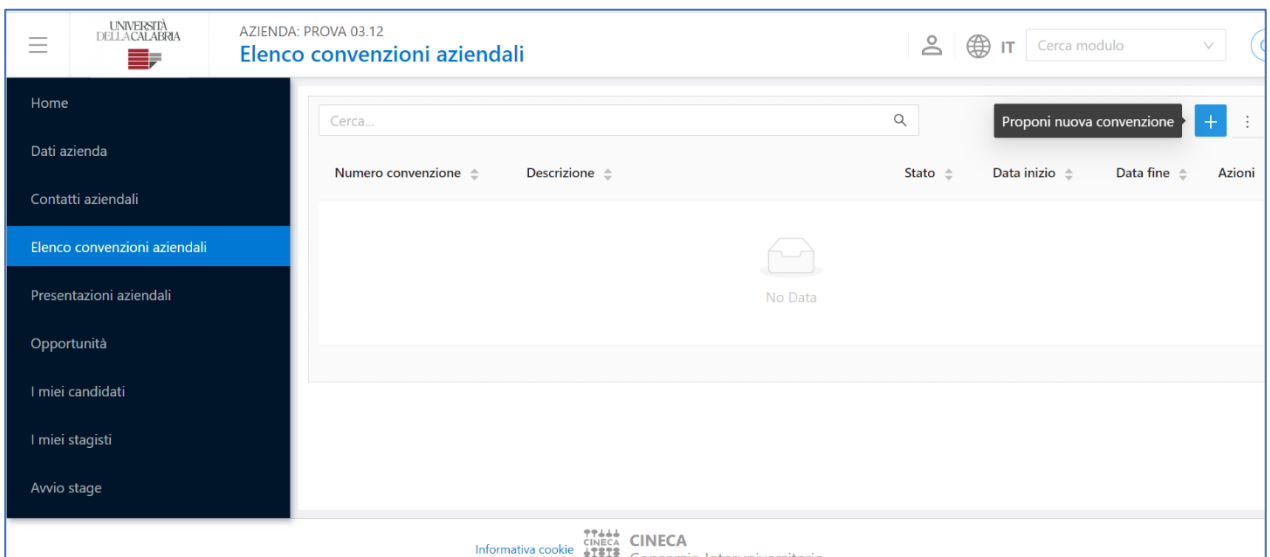 UNIVERSITÀ
DELLA CALABRIA
AZIENDA: PROVA 03.12
Elenco convenzioni aziendali
IT
Cerca modulo
Home
Dati azienda
Contatti aziendali
Elenco convenzioni aziendali
Presentazioni aziendali
Opportunità
I miei candidati
I miei stagisti
Avvio stage
Cerca...
Proponi nuova convenzione
+
Numero convenzione
Descrizione
Stato
Data inizio
Data fine
Azioni
No Data
Informativa cookie
CINECA
CINECA
Consorzio Interuniversitario